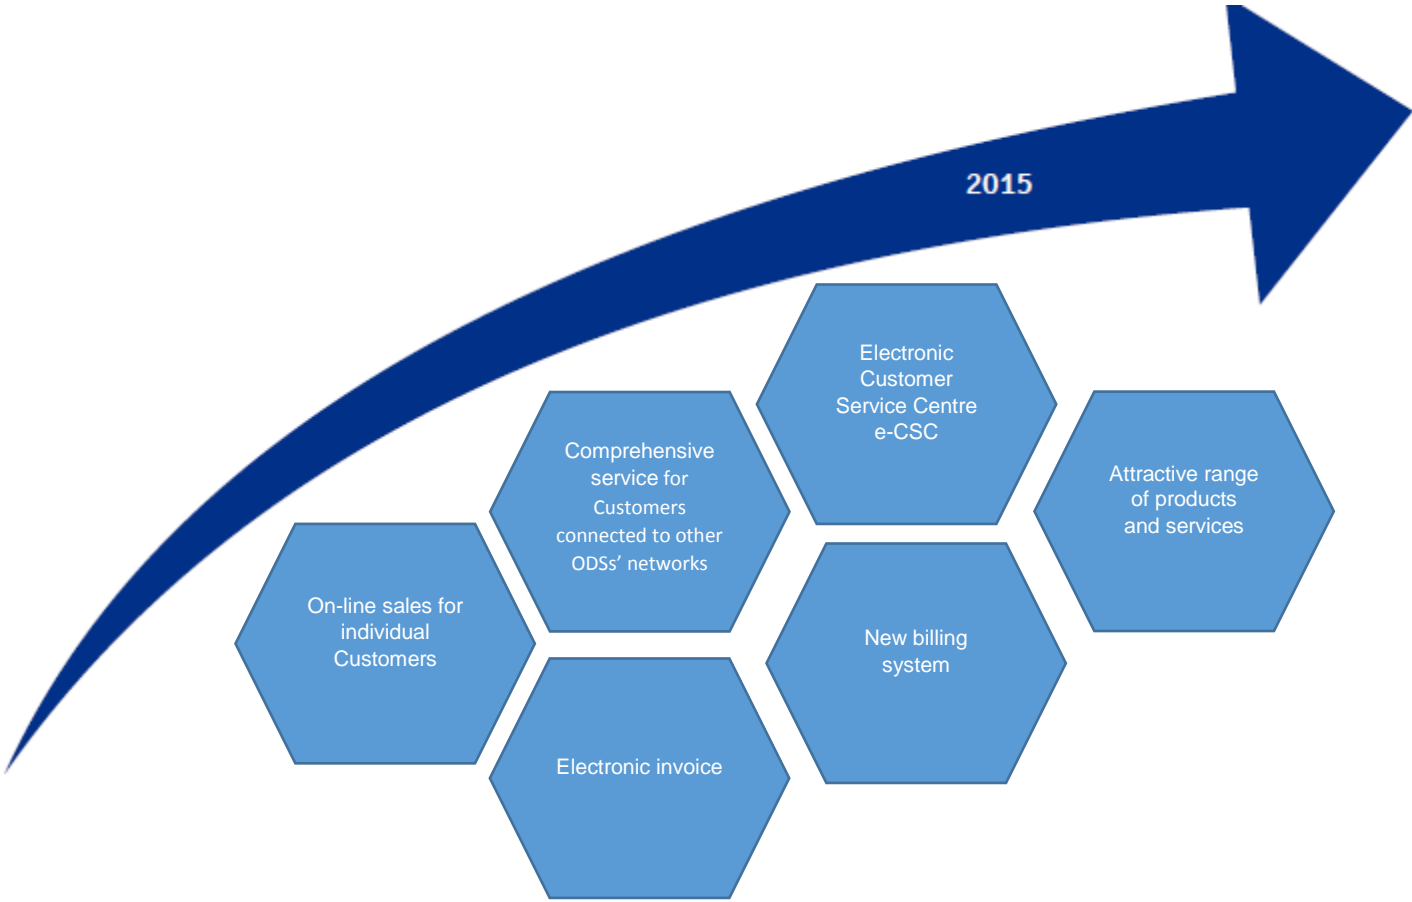 2015
Electronic
Customer
Service Centre
e-CSC
Comprehensive
service for
Customers
connected to other
ODSs’ networks
Attractive range
of products
and services
On-line sales for
individual
Customers
New billing
system
Electronic invoice